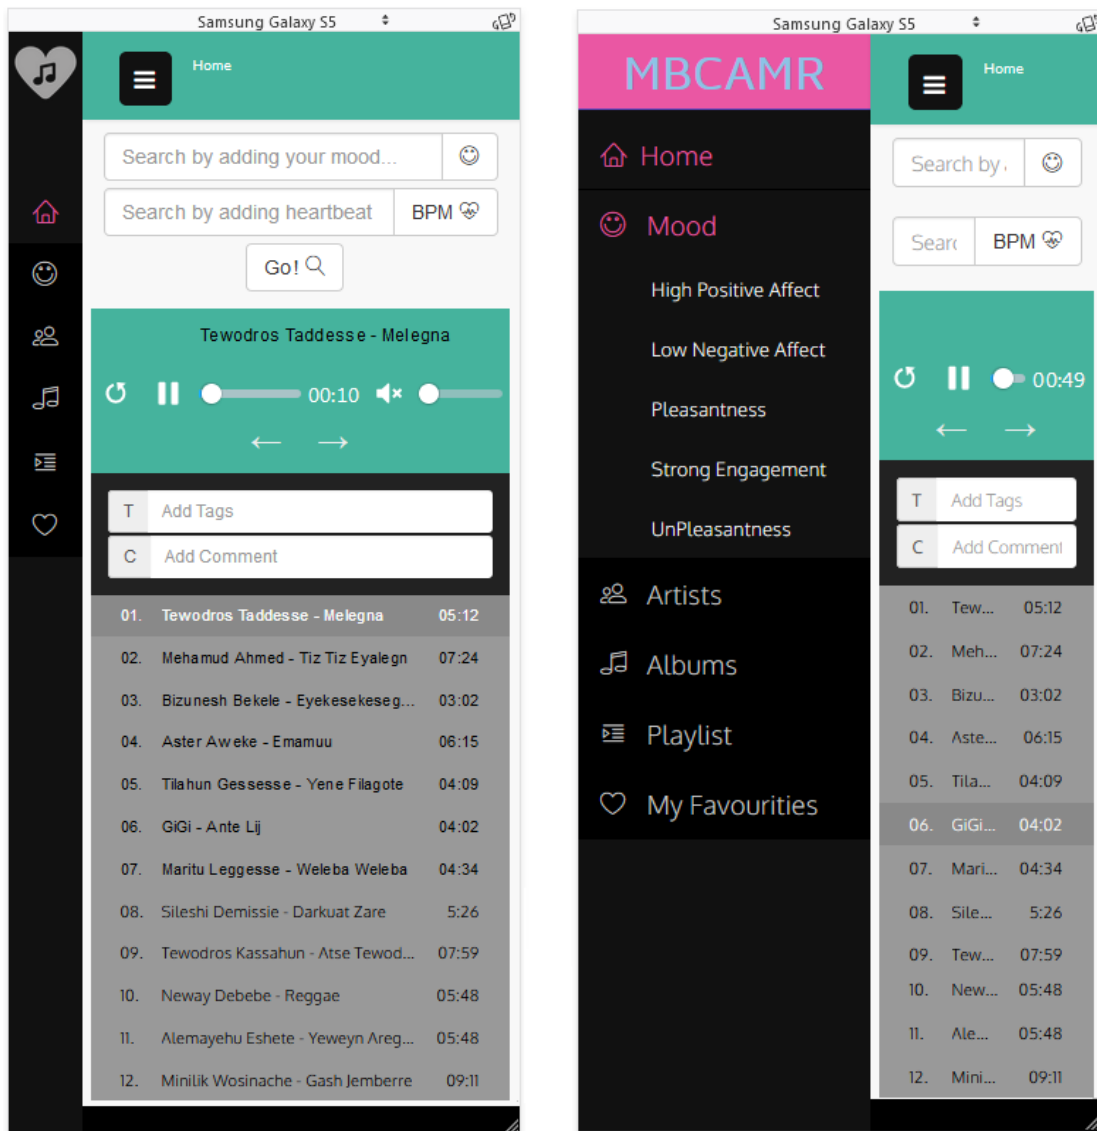 Samsung Galaxy S5
Home
Search by adding your mood...
Search by adding heartbeat BPM
Go!
Tewodros Taddesse - Melegna
00:10
T Add Tags
C Add Comment
01. Tewodros Taddesse - Melegna 05:12
02. Mehamud Ahmed - Tiz Tiz Eyalegn 07:24
03. Bizunesh Bekele - Eyekesekeseg... 03:02
04. Aster Aweke - Emamuu 06:15
05. Tilahun Gessesse - Yene Filagote 04:09
06. GiGi - Ante Lij 04:02
07. Maritu Leggesse - Weleba Weleba 04:34
08. Sileshi Demissie - Darkuat Zare 5:26
09. Tewodros Kassahun - Atse Tewod... 07:59
10. Neway Debebe - Reggae 05:48
11. Alemayehu Eshete - Yeweyn Areg... 05:48
12. Minilik Wosinache - Gash Jemberre 09:11
Samsung Galaxy S5
MBCAMR
Home
Mood
High Positive Affect
Low Negative Affect
Pleasantness
Strong Engagement
UnPleasantness
Artists
Albums
Playlist
My Favourities
Home
Search by
BPM
00:49
T Add Tags
C Add Comment
01. Tew... 05:12
02. Meh... 07:24
03. Bizu... 03:02
04. Aste... 06:15
05. Tila... 04:09
06. GiGi... 04:02
07. Mari... 04:34
08. Sile... 5:26
09. Tew... 07:59
10. New... 05:48
11. Ale... 05:48
12. Mini... 09:11